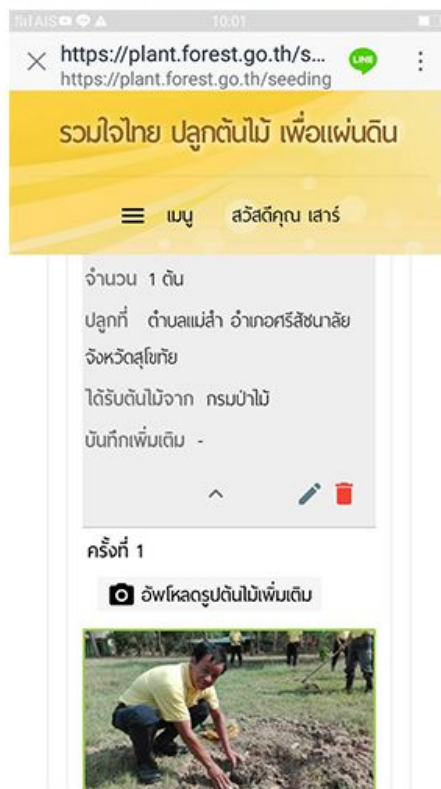 AIS
10:01
https://plant.forest.go.th/s...
LINE
https://plant.forest.go.th/seeding
รวมใจไทย ปลูกต้นไม้ เพื่อแผ่นดิน
เมนู สวัสดีคุณ เสาร์
จำนวน 1 ต้น
ปลูกที่ ตำบลแม่สำ อำเภอศรีสัชนาลัย
จังหวัดสุโขทัย
ได้รับต้นไม้จาก กรมป่าไม้
บันทึกเพิ่มเติม -
ครั้งที่ 1
อัพโหลดรูปต้นไม้เพิ่มเติม